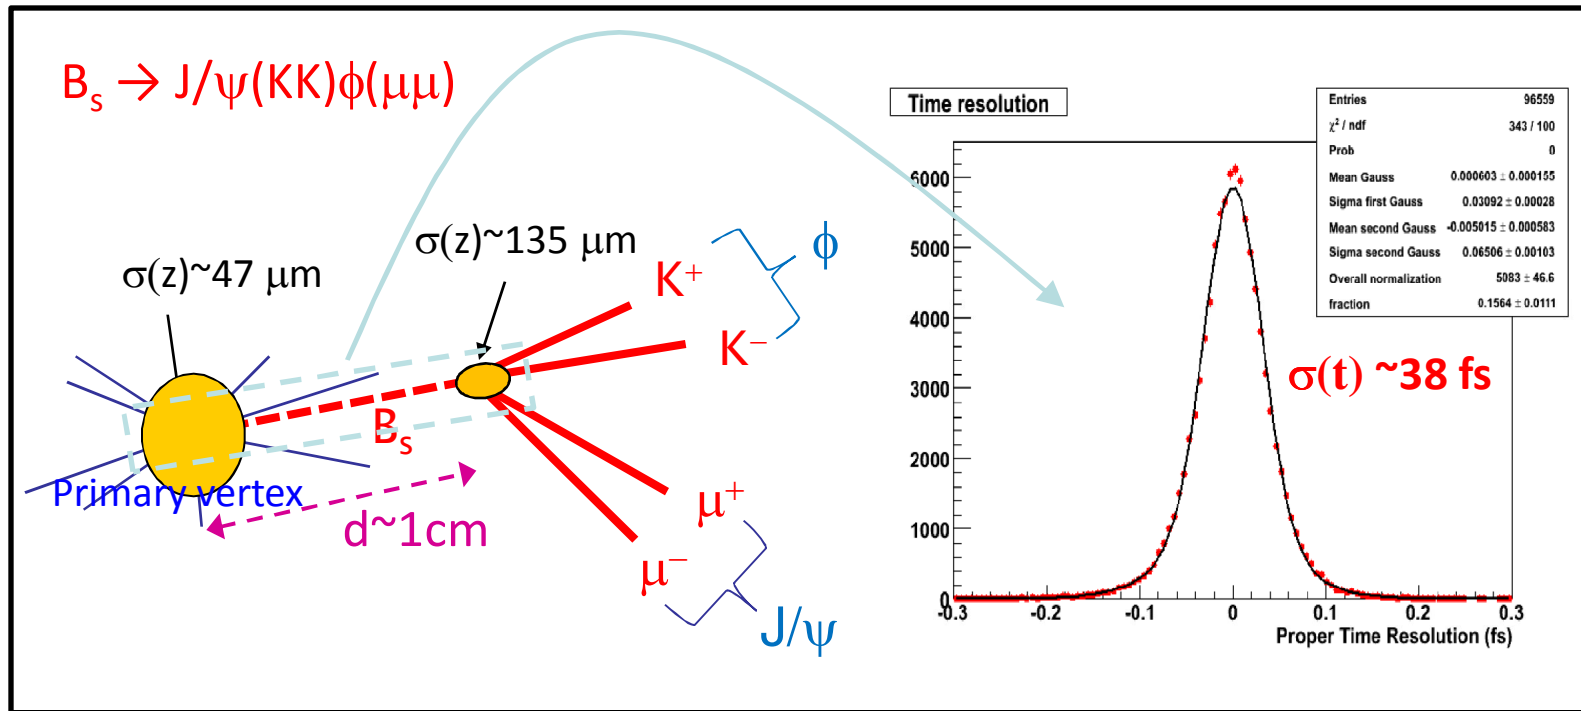 B_s → J/ψ(KK)φ(μμ)
σ(z)~47 μm
σ(z)~135 μm
K⁺
K⁻
φ
B_s
Primary vertex
d~1cm
μ⁺
μ⁻
J/ψ
Time resolution
Entries 96559
χ² / ndf 343 / 100
Prob 0
Mean Gauss 0.000603 ± 0.000155
Sigma first Gauss 0.03092 ± 0.00028
Mean second Gauss -0.005015 ± 0.000583
Sigma second Gauss 0.06506 ± 0.00103
Overall normalization 5083 ± 46.6
fraction 0.1564 ± 0.0111
σ(t) ~38 fs
6000
5000
4000
3000
2000
1000
0
-0.3 -0.2 -0.1 0 0.1 0.2 0.3
Proper Time Resolution (fs)